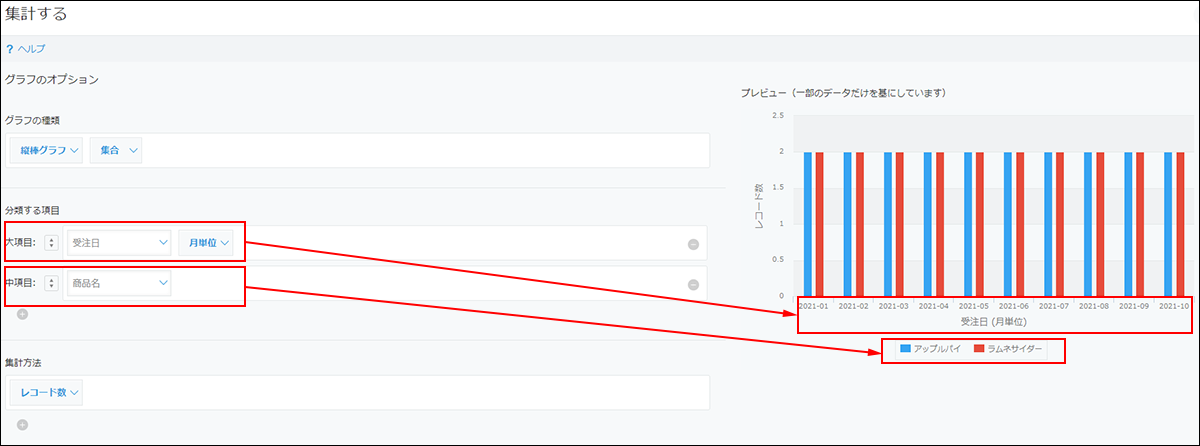 集計する
? ヘルプ
グラフのオプション
グラフの種類
縦棒グラフ 集合
分類する項目
大項目: 受注日 月単位
中項目: 商品名
集計方法
レコード数
プレビュー（一部のデータだけを基にしています）
2.5
2
1.5
1
0.5
0
レコード数
2021-01 2021-02 2021-03 2021-04 2021-05 2021-06 2021-07 2021-08 2021-09 2021-10
受注日 (月単位)
アップルパイ ラムネサイダー